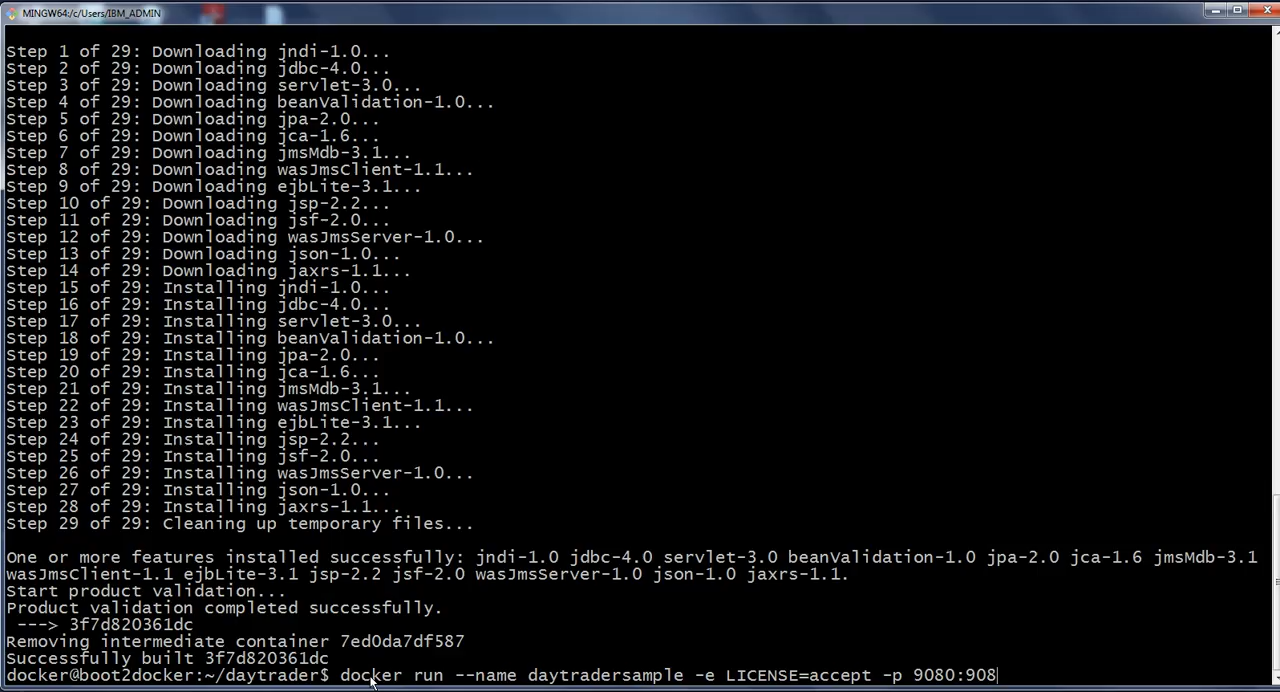 MINGW64:/c/Users/IBM_ADMIN
Step 1 of 29: Downloading jndi-1.0...
Step 2 of 29: Downloading jdbc-4.0...
Step 3 of 29: Downloading servlet-3.0...
Step 4 of 29: Downloading beanValidation-1.0...
Step 5 of 29: Downloading jpa-2.0...
Step 6 of 29: Downloading jca-1.6...
Step 7 of 29: Downloading jmsMdb-3.1...
Step 8 of 29: Downloading wasJmsClient-1.1...
Step 9 of 29: Downloading ejbLite-3.1...
Step 10 of 29: Downloading jsp-2.2...
Step 11 of 29: Downloading jsf-2.0...
Step 12 of 29: Downloading wasJmsServer-1.0...
Step 13 of 29: Downloading json-1.0...
Step 14 of 29: Downloading jaxrs-1.1...
Step 15 of 29: Installing jndi-1.0...
Step 16 of 29: Installing jdbc-4.0...
Step 17 of 29: Installing servlet-3.0...
Step 18 of 29: Installing beanValidation-1.0...
Step 19 of 29: Installing jpa-2.0...
Step 20 of 29: Installing jca-1.6...
Step 21 of 29: Installing jmsMdb-3.1...
Step 22 of 29: Installing wasJmsClient-1.1...
Step 23 of 29: Installing ejbLite-3.1...
Step 24 of 29: Installing jsp-2.2...
Step 25 of 29: Installing jsf-2.0...
Step 26 of 29: Installing wasJmsServer-1.0...
Step 27 of 29: Installing json-1.0...
Step 28 of 29: Installing jaxrs-1.1...
Step 29 of 29: Cleaning up temporary files...
One or more features installed successfully: jndi-1.0 jdbc-4.0 servlet-3.0 beanValidation-1.0 jpa-2.0 jca-1.6 jmsMdb-3.1
wasJmsClient-1.1 ejbLite-3.1 jsp-2.2 jsf-2.0 wasJmsServer-1.0 json-1.0 jaxrs-1.1.
Start product validation...
Product validation completed successfully.
---> 3f7d820361dc
Removing intermediate container 7ed0da7df587
Successfully built 3f7d820361dc
docker@boot2docker:~/daytrader$ docker run --name daytradersample -e LICENSE=accept -p 9080:908